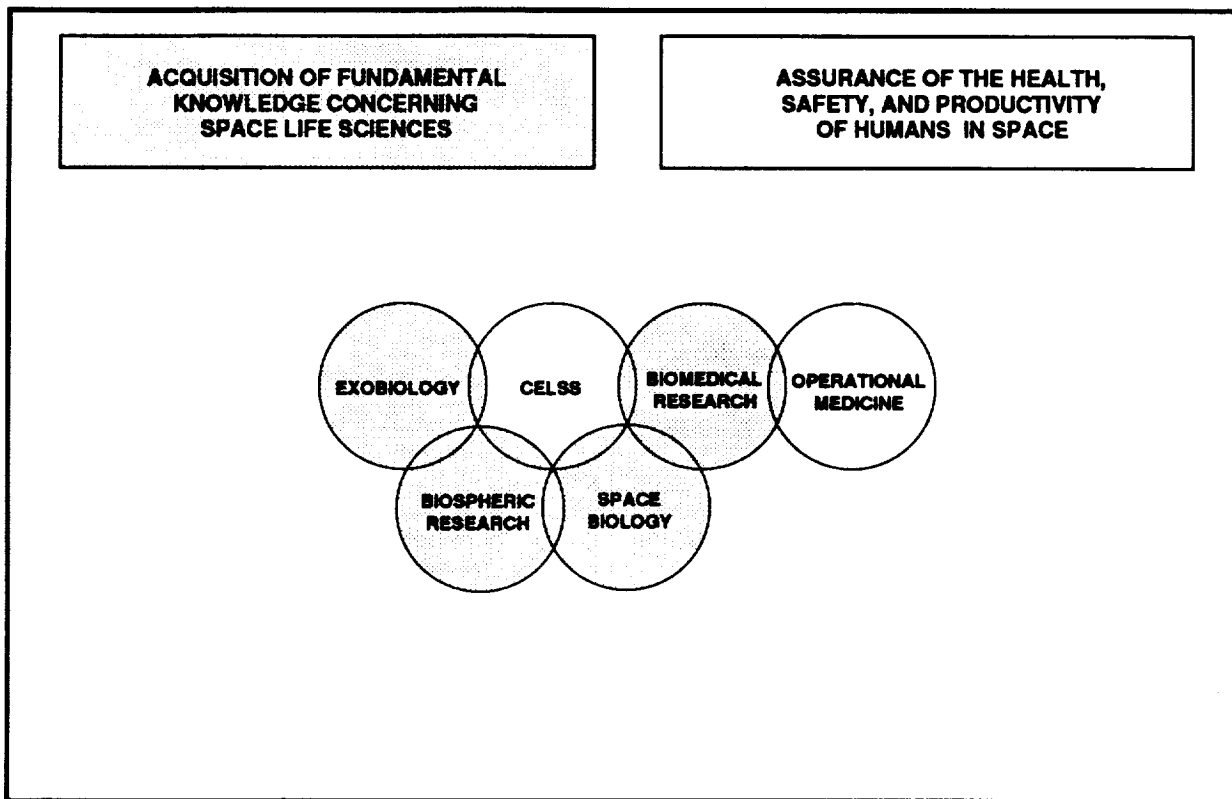 ACQUISITION OF FUNDAMENTAL
KNOWLEDGE CONCERNING
SPACE LIFE SCIENCES
ASSURANCE OF THE HEALTH,
SAFETY, AND PRODUCTIVITY
OF HUMANS IN SPACE
EXOBIOLOGY
CELSS
BIOMEDICAL
RESEARCH
OPERATIONAL
MEDICINE
BIOSPHERIC
RESEARCH
SPACE
BIOLOGY